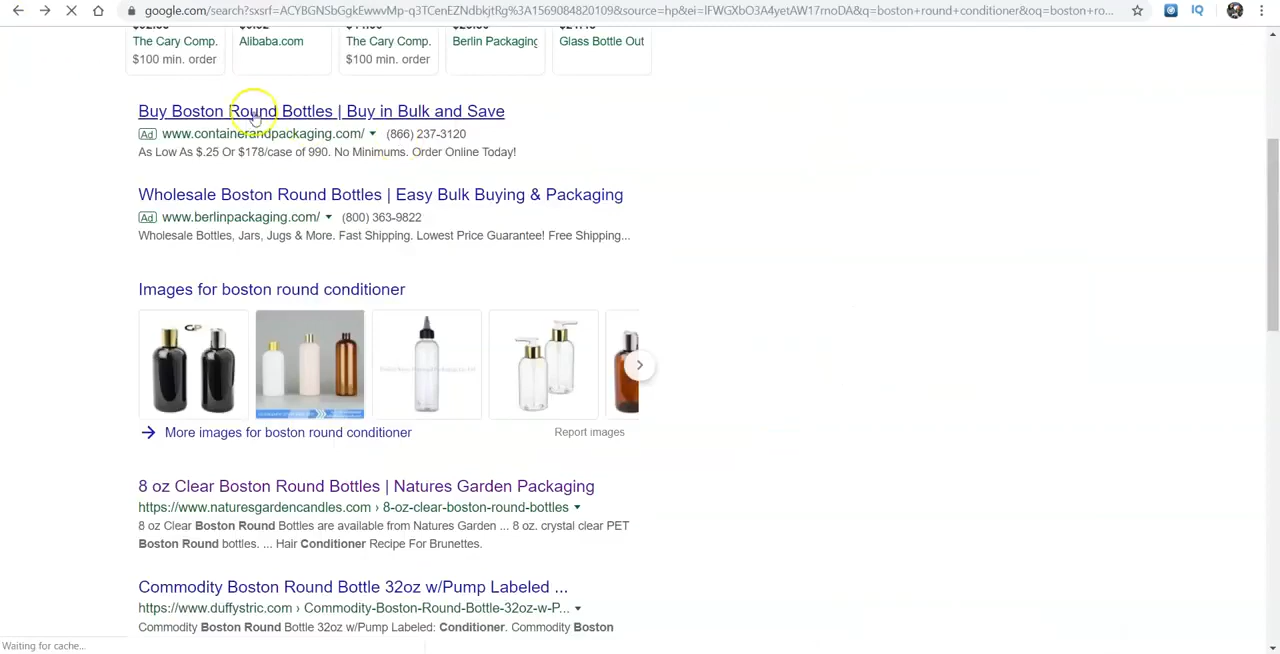 google.com/search?sxsrf=ACYBGNSbGgkEwwvMp-q3TCenEZNdbkjtRg%3A1569084820109&source=hp&ei=lFWGXbO3A4yetAW17rnoDA&q=boston+round+conditioner&oq=boston+ro...
IQ
The Cary Comp.
$100 min. order
Alibaba.com
The Cary Comp.
$100 min. order
Berlin Packaging
Glass Bottle Out
Buy Boston Round Bottles | Buy in Bulk and Save
Ad www.containerandpackaging.com/ (866) 237-3120
As Low As $.25 Or $178/case of 990. No Minimums. Order Online Today!
Wholesale Boston Round Bottles | Easy Bulk Buying & Packaging
Ad www.berlinpackaging.com/ (800) 363-9822
Wholesale Bottles, Jars, Jugs & More. Fast Shipping. Lowest Price Guarantee! Free Shipping...
Images for boston round conditioner
More images for boston round conditioner
Report images
8 oz Clear Boston Round Bottles | Natures Garden Packaging
https://www.naturesgardencandles.com › 8-oz-clear-boston-round-bottles
8 oz Clear Boston Round Bottles are available from Natures Garden ... 8 oz. crystal clear PET
Boston Round bottles. ... Hair Conditioner Recipe For Brunettes.
Commodity Boston Round Bottle 32oz w/Pump Labeled ...
https://www.duffystric.com › Commodity-Boston-Round-Bottle-32oz-w-P...
Commodity Boston Round Bottle 32oz w/Pump Labeled: Conditioner. Commodity Boston
Waiting for cache...